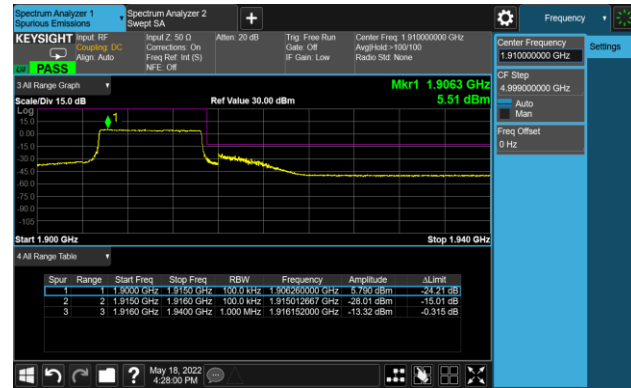 Spectrum Analyzer 1
Spurious Emissions
Spectrum Analyzer 2
Swept SA
Frequency
KEYSIGHT
Input: RF
Coupling: DC
Align: Auto
Input Z: 50 Ω
Corrections: On
Freq Ref: Int (S)
NFE: Off
Atten: 20 dB
Trig: Free Run
Gate: Off
IF Gain: Low
Center Freq: 1.910000000 GHz
Avg|Hold:>100/100
Radio Std: None
PASS
Center Frequency
1.910000000 GHz
Settings
CF Step
4.999000000 GHz
Auto
Man
Freq Offset
0 Hz
3 All Range Graph
Mkr1 1.9063 GHz
5.51 dBm
Scale/Div 15.0 dB
Ref Value 30.00 dBm
Log
15.0
0.00
-15.0
-30.0
-45.0
-60.0
-75.0
-90.0
-105
1
Start 1.900 GHz
Stop 1.940 GHz
4 All Range Table
Spur Range Start Freq Stop Freq RBW Frequency Amplitude ΔLimit
1 1 1.9000 GHz 1.9150 GHz 100.0 kHz 1.906260000 GHz 5.790 dBm -24.21 dB
2 2 1.9150 GHz 1.9160 GHz 100.0 kHz 1.915012667 GHz -28.01 dBm -15.01 dB
3 3 1.9160 GHz 1.9400 GHz 1.000 MHz 1.916152000 GHz -13.32 dBm -0.315 dB
May 18, 2022
4:28:00 PM